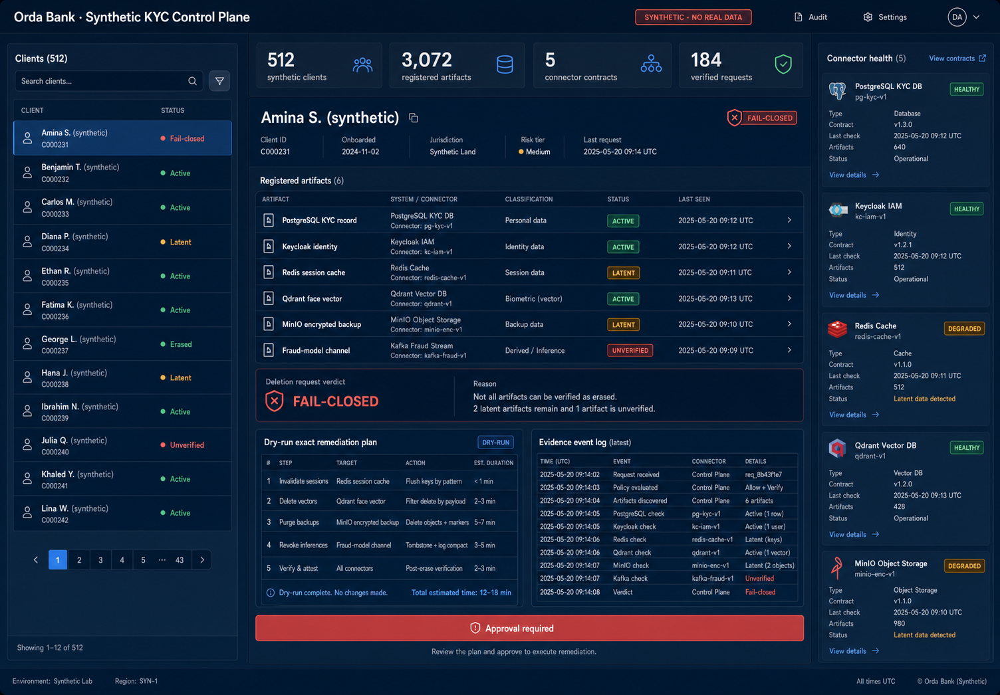 Orda Bank · Synthetic KYC Control Plane
SYNTHETIC · NO REAL DATA
Audit
Settings
DA
Clients (512)
Search clients...
CLIENT STATUS
Amina S. (synthetic)
C000231
Fail-closed
Benjamin T. (synthetic)
C000232
Active
Carlos M. (synthetic)
C000233
Active
Diana P. (synthetic)
C000234
Latent
Ethan R. (synthetic)
C000235
Active
Fatima K. (synthetic)
C000236
Active
George L. (synthetic)
C000237
Erased
Hana J. (synthetic)
C000238
Latent
Ibrahim N. (synthetic)
C000239
Active
Julia Q. (synthetic)
C000240
Unverified
Khaled Y. (synthetic)
C000241
Active
Lina W. (synthetic)
C000242
Active
1 2 3 4 5 ... 43
Showing 1–12 of 512
512
synthetic clients
3,072
registered artifacts
5
connector contracts
184
verified requests
Amina S. (synthetic)
FAIL-CLOSED
Client ID
C000231
Onboarded
2024-11-02
Jurisdiction
Synthetic Land
Risk tier
Medium
Last request
2025-05-20 09:14 UTC
Registered artifacts (6)
ARTIFACT SYSTEM / CONNECTOR CLASSIFICATION STATUS LAST SEEN
PostgreSQL KYC record
PostgreSQL KYC DB
Connector: pg-kyc-v1
Personal data
ACTIVE
2025-05-20 09:12 UTC
Keycloak identity
Keycloak IAM
Connector: kc-iam-v1
Identity data
ACTIVE
2025-05-20 09:12 UTC
Redis session cache
Redis Cache
Connector: redis-cache-v1
Session data
LATENT
2025-05-20 09:11 UTC
Qdrant face vector
Qdrant Vector DB
Connector: qdrant-v1
Biometric (vector)
ACTIVE
2025-05-20 09:13 UTC
MinIO encrypted backup
MinIO Object Storage
Connector: minio-enc-v1
Backup data
LATENT
2025-05-20 09:10 UTC
Fraud-model channel
Kafka Fraud Stream
Connector: kafka-fraud-v1
Derived / Inference
UNVERIFIED
2025-05-20 09:09 UTC
Deletion request verdict
FAIL-CLOSED
Reason
Not all artifacts can be verified as erased.
2 latent artifacts remain and 1 artifact is unverified.
Dry-run exact remediation plan
DRY-RUN
# STEP TARGET ACTION EST. DURATION
1 Invalidate sessions Redis session cache Flush keys by pattern < 1 min
2 Delete vectors Qdrant face vector Filter delete by payload 2–3 min
3 Purge backups MinIO encrypted backup Delete objects + markers 5–7 min
4 Revoke inferences Fraud-model channel Tombstone + log compact 3–5 min
5 Verify & attest All connectors Post-erase verification 2–3 min
Dry-run complete. No changes made.
Total estimated time: 12–18 min
Evidence event log (latest)
TIME (UTC) EVENT CONNECTOR DETAILS
2025-05-20 09:14:02 Request received Control Plane req_8b43f1e7
2025-05-20 09:14:03 Policy evaluated Control Plane Allow + Verify
2025-05-20 09:14:04 Artifacts discovered Control Plane 6 artifacts
2025-05-20 09:14:05 PostgreSQL check pg-kyc-v1 Active (1 row)
2025-05-20 09:14:05 Keycloak check kc-iam-v1 Active (1 user)
2025-05-20 09:14:06 Redis check redis-cache-v1 Latent (keys)
2025-05-20 09:14:06 Qdrant check qdrant-v1 Active (1 vector)
2025-05-20 09:14:07 MinIO check minio-enc-v1 Latent (2 objects)
2025-05-20 09:14:07 Kafka check kafka-fraud-v1 Unverified
2025-05-20 09:14:08 Verdict Control Plane Fail-closed
Approval required
Review the plan and approve to execute remediation.
Connector health (5)
View contracts
PostgreSQL KYC DB
pg-kyc-v1
HEALTHY
Type Database
Contract v1.3.0
Last check 2025-05-20 09:12 UTC
Artifacts 640
Status Operational
View details →
Keycloak IAM
kc-iam-v1
HEALTHY
Type Identity
Contract v1.2.1
Last check 2025-05-20 09:12 UTC
Artifacts 512
Status Operational
View details →
Redis Cache
redis-cache-v1
DEGRADED
Type Cache
Contract v1.1.0
Last check 2025-05-20 09:11 UTC
Artifacts 512
Status Latent data detected
View details →
Qdrant Vector DB
qdrant-v1
HEALTHY
Type Vector DB
Contract v1.2.0
Last check 2025-05-20 09:13 UTC
Artifacts 428
Status Operational
View details →
MinIO Object Storage
minio-enc-v1
DEGRADED
Type Object Storage
Contract v1.1.0
Last check 2025-05-20 09:10 UTC
Artifacts 980
Status Latent data detected
View details →
Environment: Synthetic Lab
Region: SYN-1
All times UTC
© Orda Bank (Synthetic)